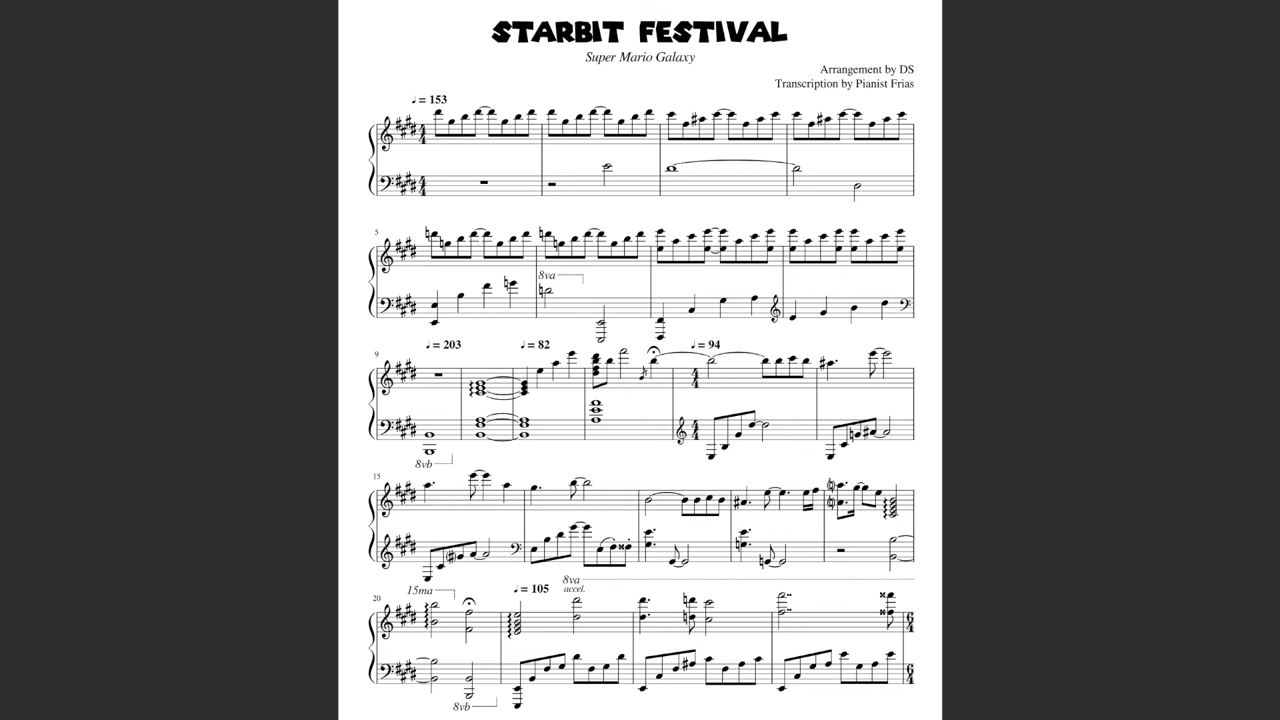 STARBIT FESTIVAL
Super Mario Galaxy
Arrangement by DS
Transcription by Pianist Frias
♩ = 153
5
8va
9
♩ = 203
♩ = 82
♩ = 94
8vb
15
15ma
8va
20
♩ = 105
accel.
8vb